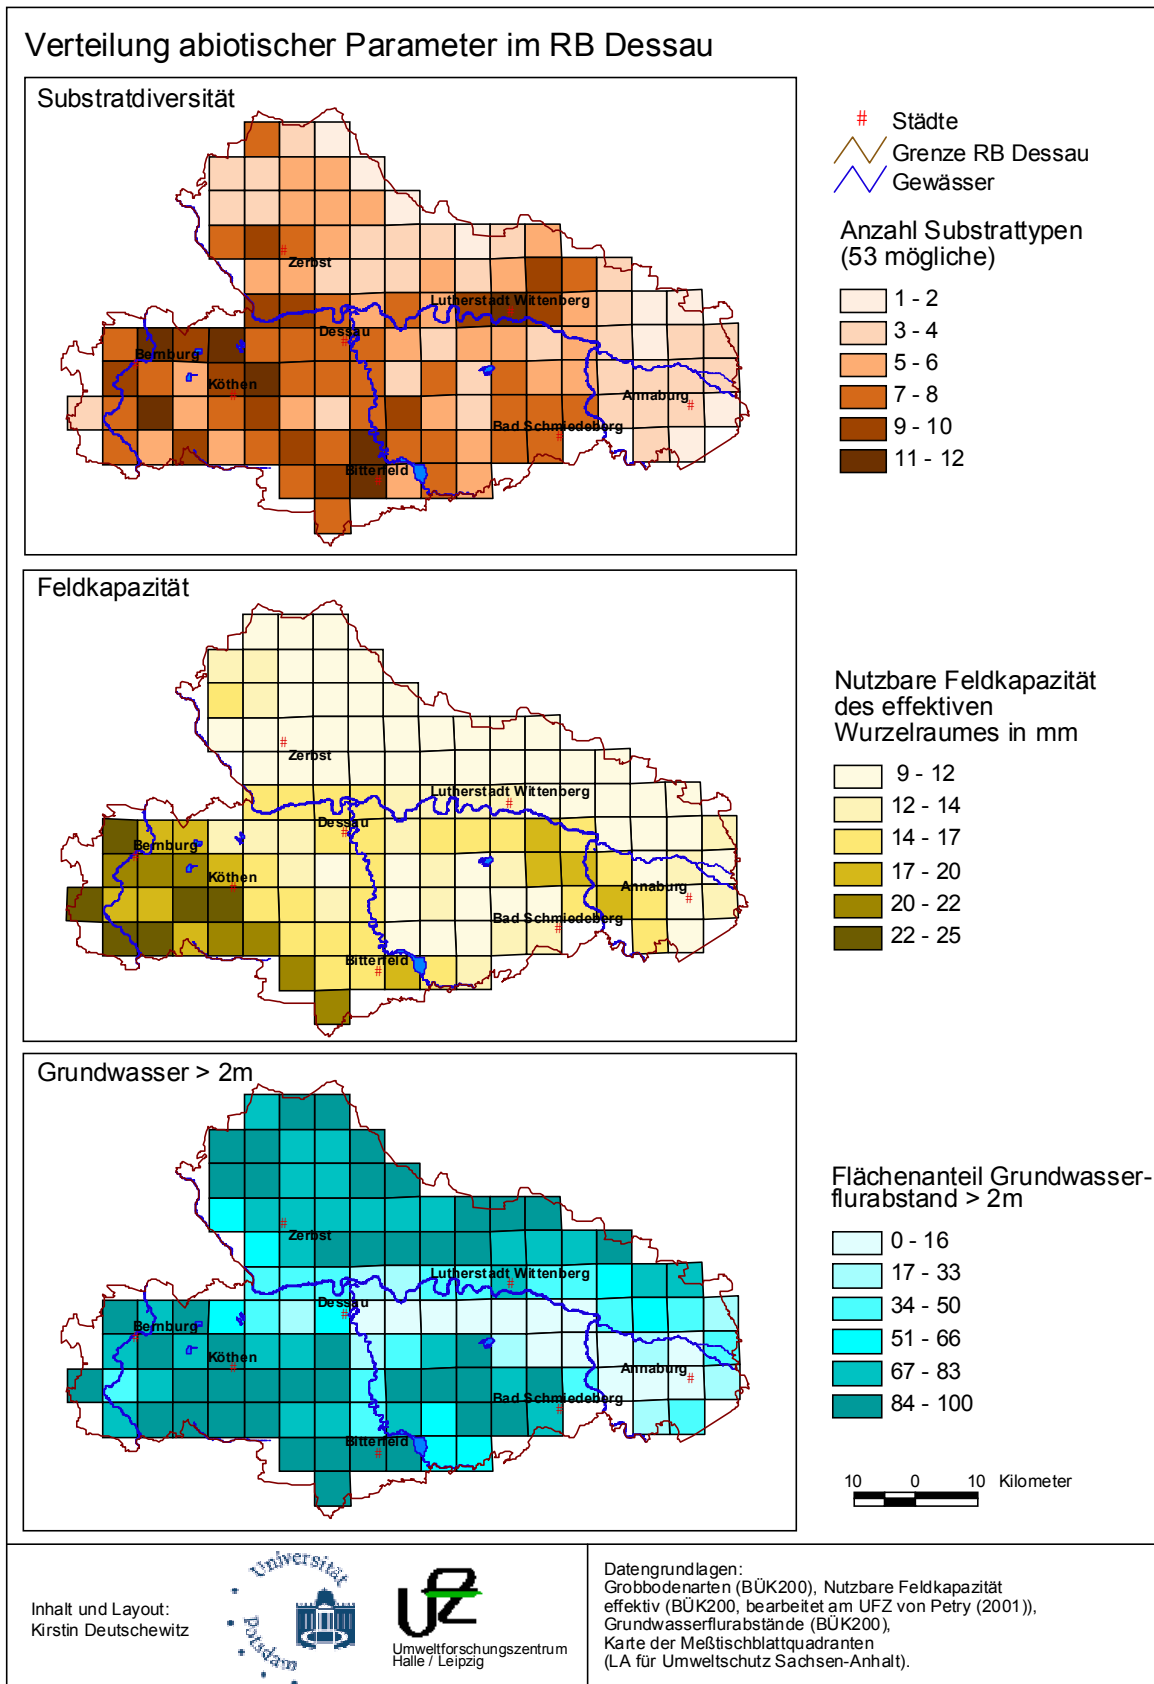 Verteilung abiotischer Parameter im RB Dessau
Substratdiversität
Zerbst
Lutherstadt Wittenberg
Dessau
Bernburg
Köthen
Annaburg
Bad Schmiedeberg
Bitterfeld
# Städte
Grenze RB Dessau
Gewässer
Anzahl Substrattypen
(53 mögliche)
1 - 2
3 - 4
5 - 6
7 - 8
9 - 10
11 - 12
Feldkapazität
Zerbst
Lutherstadt Wittenberg
Dessau
Bernburg
Köthen
Annaburg
Bad Schmiedeberg
Bitterfeld
Nutzbare Feldkapazität
des effektiven
Wurzelraumes in mm
9 - 12
12 - 14
14 - 17
17 - 20
20 - 22
22 - 25
Grundwasser > 2m
Zerbst
Lutherstadt Wittenberg
Dessau
Bernburg
Köthen
Annaburg
Bad Schmiedeberg
Bitterfeld
Flächenanteil Grundwasser-
flurabstand > 2m
0 - 16
17 - 33
34 - 50
51 - 66
67 - 83
84 - 100
10 0 10 Kilometer
Inhalt und Layout:
Kirstin Deutschewitz
Universität
Potsdam
UFZ
Umweltforschungszentrum
Halle / Leipzig
Datengrundlagen:
Grobbodenarten (BÜK200), Nutzbare Feldkapazität
effektiv (BÜK200, bearbeitet am UFZ von Petry (2001)),
Grundwasserflurabstände (BÜK200),
Karte der Meßtischblattquadranten
(LA für Umweltschutz Sachsen-Anhalt).